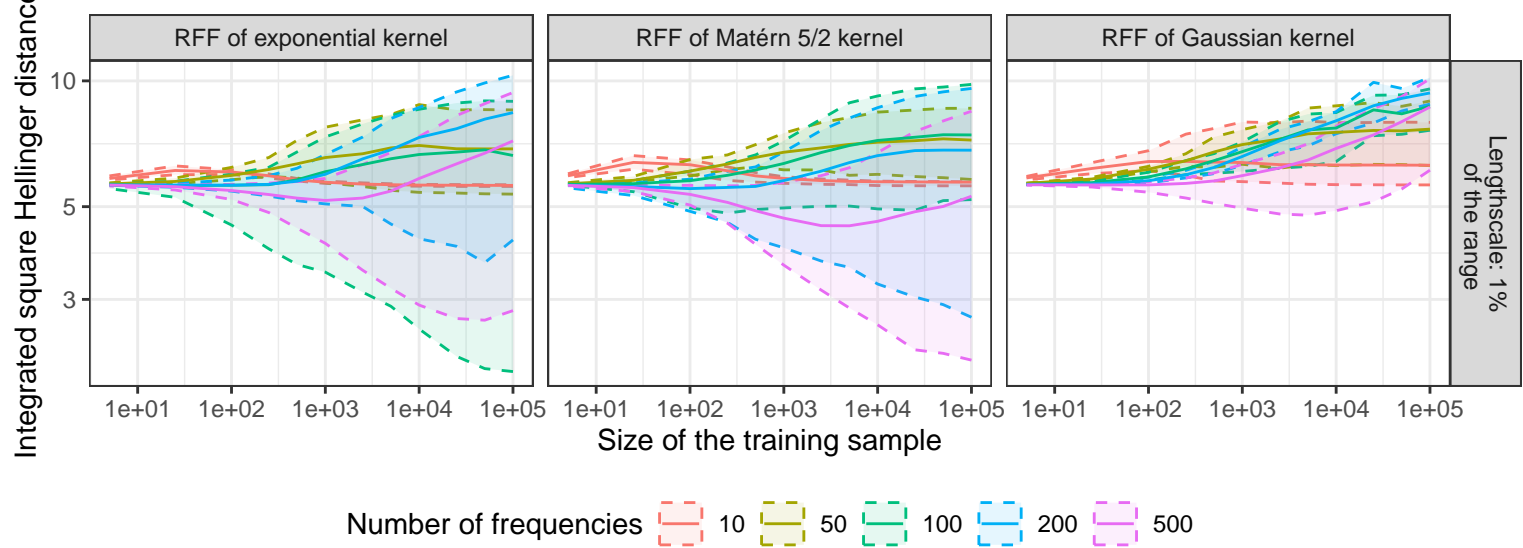 RFF of exponential kernel
RFF of Matérn 5/2 kernel
RFF of Gaussian kernel
Integrated square Hellinger distance
10
5
3
Lengthscale: 1%
of the range
1e+01 1e+02 1e+03 1e+04 1e+05
1e+01 1e+02 1e+03 1e+04 1e+05
1e+01 1e+02 1e+03 1e+04 1e+05
Size of the training sample
Number of frequencies 10 50 100 200 500